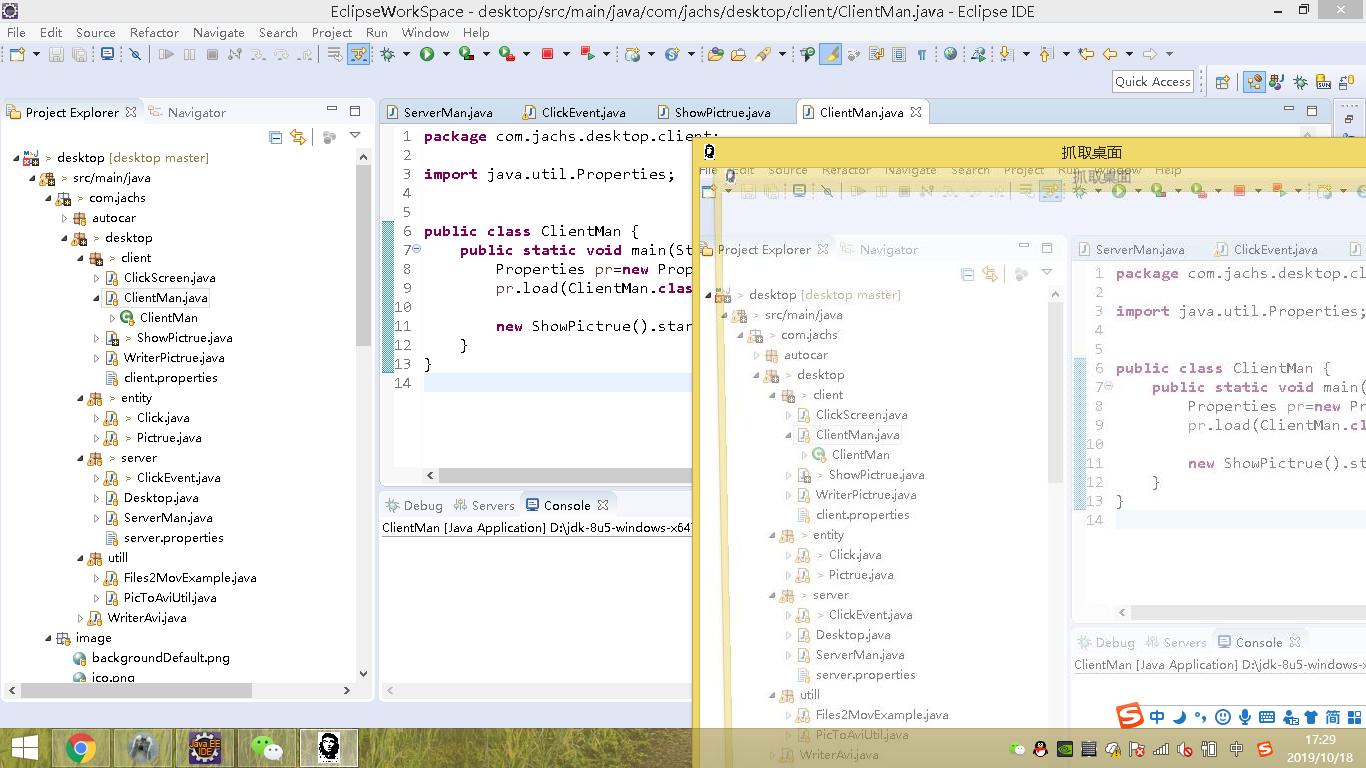 EclipseWorkSpace - desktop/src/main/java/com/jachs/desktop/client/ClientMan.java - Eclipse IDE
File Edit Source Refactor Navigate Search Project Run Window Help
Quick Access
Project Explorer Navigator
> desktop [desktop master]
> src/main/java
> com.jachs
autocar
> desktop
> client
ClickScreen.java
ClientMan.java
ClientMan
> ShowPictrue.java
WriterPictrue.java
client.properties
> entity
> Click.java
> Pictrue.java
> server
> ClickEvent.java
Desktop.java
ServerMan.java
server.properties
utill
Files2MovExample.java
PicToAviUtil.java
WriterAvi.java
image
backgroundDefault.png
ico.png
ServerMan.java ClickEvent.java ShowPictrue.java ClientMan.java
1 package com.jachs.desktop.client;
2
3 import java.util.Properties;
4
5
6 public class ClientMan {
7 public static void main(St
8 Properties pr=new Prop
9 pr.load(ClientMan.clas
10
11 new ShowPictrue().star
12 }
13 }
14
Debug Servers Console
ClientMan [Java Application] D:\jdk-8u5-windows-x64
抓取桌面
File Edit Source Refactor Navigate Search Project Run Window Help
抓取桌面
Project Explorer Navigator
> desktop [desktop master]
> src/main/java
> com.jachs
autocar
> desktop
> client
ClickScreen.java
ClientMan.java
ClientMan
> ShowPictrue.java
WriterPictrue.java
client.properties
> entity
> Click.java
> Pictrue.java
> server
> ClickEvent.java
Desktop.java
ServerMan.java
server.properties
utill
Files2MovExample.java
PicToAviUtil.java
WriterAvi.java
ServerMan.java ClickEvent.java
1 package com.jachs.desktop.cl
2
3 import java.util.Properties;
4
5
6 public class ClientMan {
7 public static void main(
8 Properties pr=new Pr
9 pr.load(ClientMan.cl
10
11 new ShowPictrue().st
12 }
13 }
14
Debug Servers Console
ClientMan [Java Application] D:\jdk-8u5-windows-x
S 中 简
Java EE IDE
中 S
17:29
2019/10/18